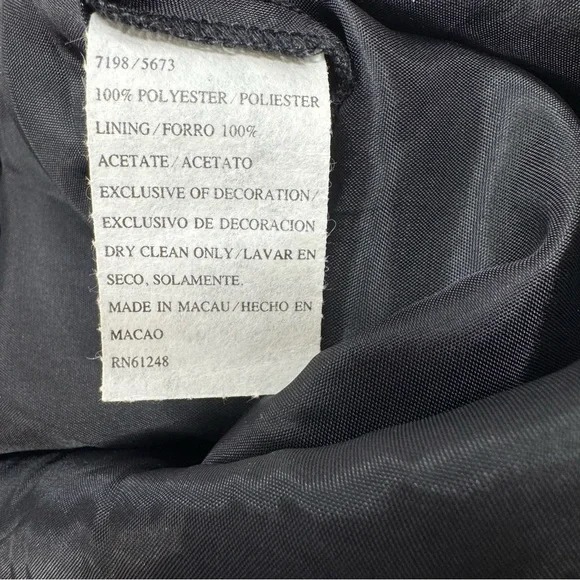 7198/5673
100% POLYESTER/POLIESTER
LINING/FORRO 100%
ACETATE/ACETATO
EXCLUSIVE OF DECORATION/
EXCLUSIVO DE DECORACION
DRY CLEAN ONLY/LAVAR EN
SECO, SOLAMENTE.
MADE IN MACAU/HECHO EN
MACAO
RN61248